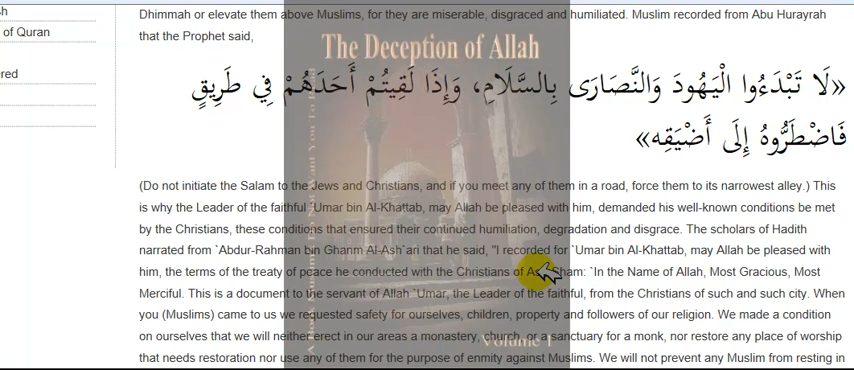 sh
of Quran
ered
Dhimmah or elevate them above Muslims, for they are miserable, disgraced and humiliated. Muslim recorded from Abu Hurayrah
that the Prophet said,
The Deception of Allah
«لَا تَبْدَءُوا الْيَهُودَ وَالنَّصَارَى بِالسَّلَامِ، وَإِذَا لَقِيتُمْ أَحَدَهُمْ فِي طَرِيقٍ
فَاضْطَرُّوهُ إِلَى أَضْيَقِه»
(Do not initiate the Salam to the Jews and Christians, and if you meet any of them in a road, force them to its narrowest alley.) This
is why the Leader of the faithful `Umar bin Al-Khattab, may Allah be pleased with him, demanded his well-known conditions be met
by the Christians, these conditions that ensured their continued humiliation, degradation and disgrace. The scholars of Hadith
narrated from `Abdur-Rahman bin Ghanm Al-Ash`ari that he said, "I recorded for `Umar bin Al-Khattab, may Allah be pleased with
him, the terms of the treaty of peace he conducted with the Christians of Ash-Sham: `In the Name of Allah, Most Gracious, Most
Merciful. This is a document to the servant of Allah `Umar, the Leader of the faithful, from the Christians of such and such city. When
you (Muslims) came to us we requested safety for ourselves, children, property and followers of our religion. We made a condition
on ourselves that we will neither erect in our areas a monastery, church, or a sanctuary for a monk, nor restore any place of worship
Volume 1
that needs restoration nor use any of them for the purpose of enmity against Muslims. We will not prevent any Muslim from resting in